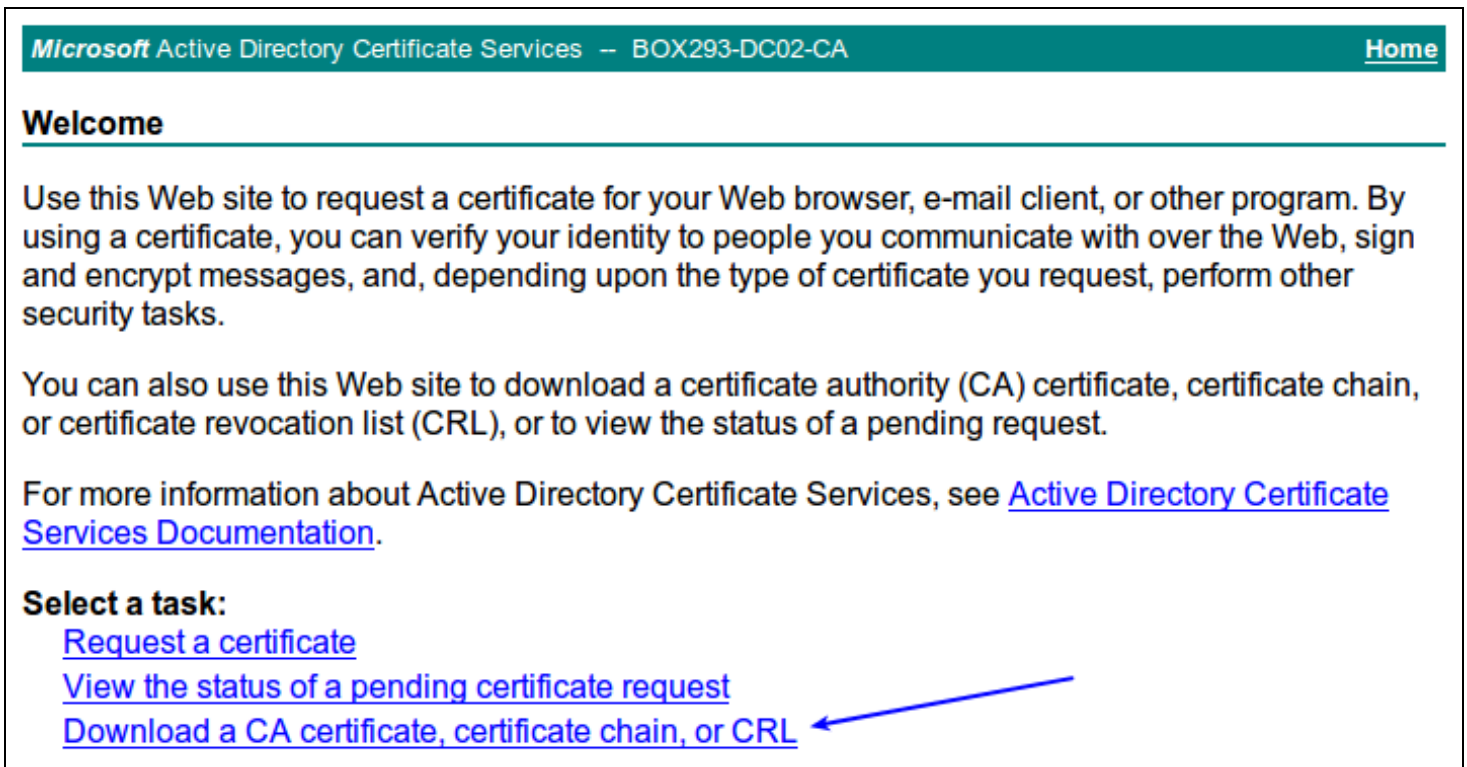 Microsoft Active Directory Certificate Services -- BOX293-DC02-CA Home
Welcome
Use this Web site to request a certificate for your Web browser, e-mail client, or other program. By
using a certificate, you can verify your identity to people you communicate with over the Web, sign
and encrypt messages, and, depending upon the type of certificate you request, perform other
security tasks.
You can also use this Web site to download a certificate authority (CA) certificate, certificate chain,
or certificate revocation list (CRL), or to view the status of a pending request.
For more information about Active Directory Certificate Services, see Active Directory Certificate
Services Documentation.
Select a task:
Request a certificate
View the status of a pending certificate request
Download a CA certificate, certificate chain, or CRL